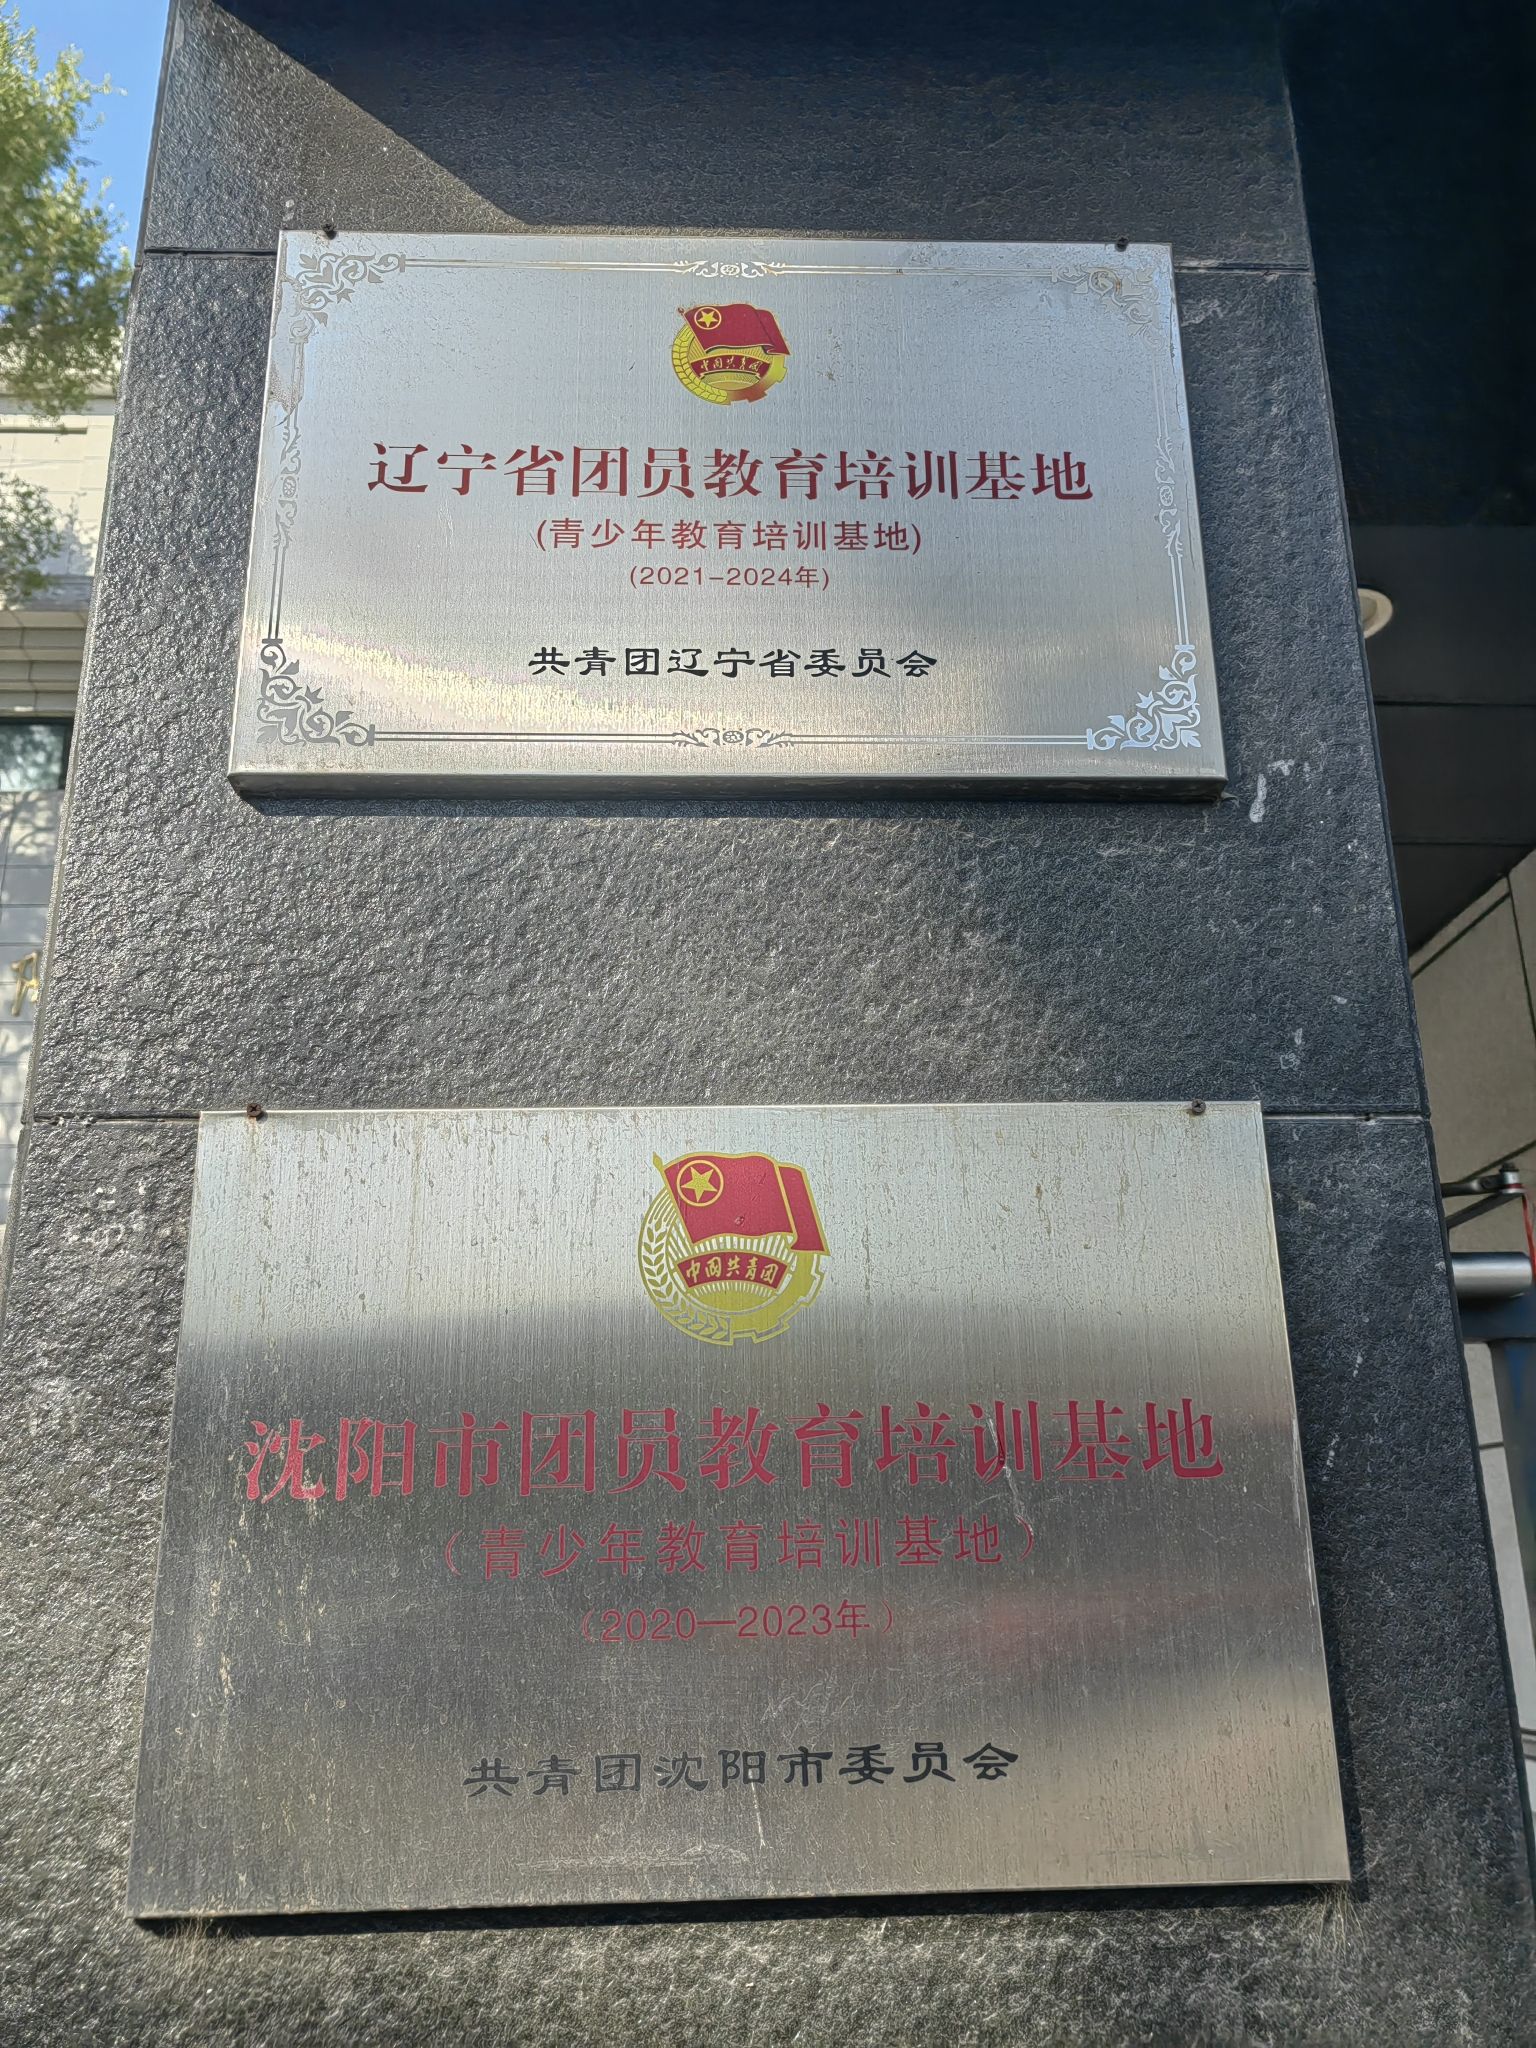 中国共青团
辽宁省团员教育培训基地
(青少年教育培训基地)
(2021-2024年)
共青团辽宁省委员会
中国共青团
沈阳市团员教育培训基地
（青少年教育培训基地）
（2020—2023年）
共青团沈阳市委员会